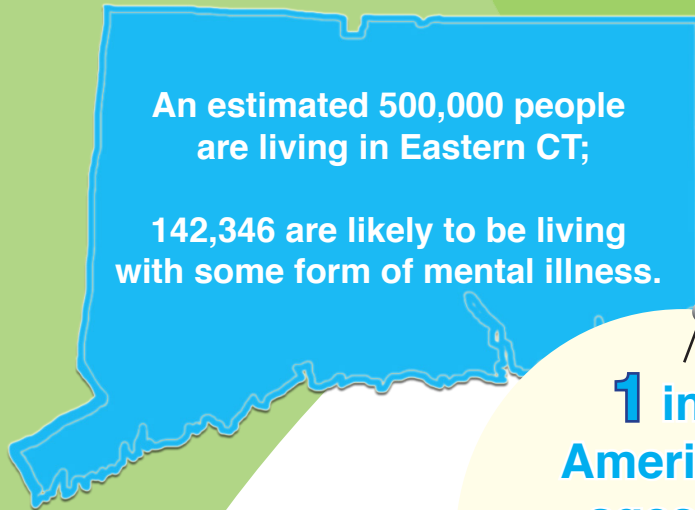 An estimated 500,000 people
are living in Eastern CT;
142,346 are likely to be living
with some form of mental illness.
1 in